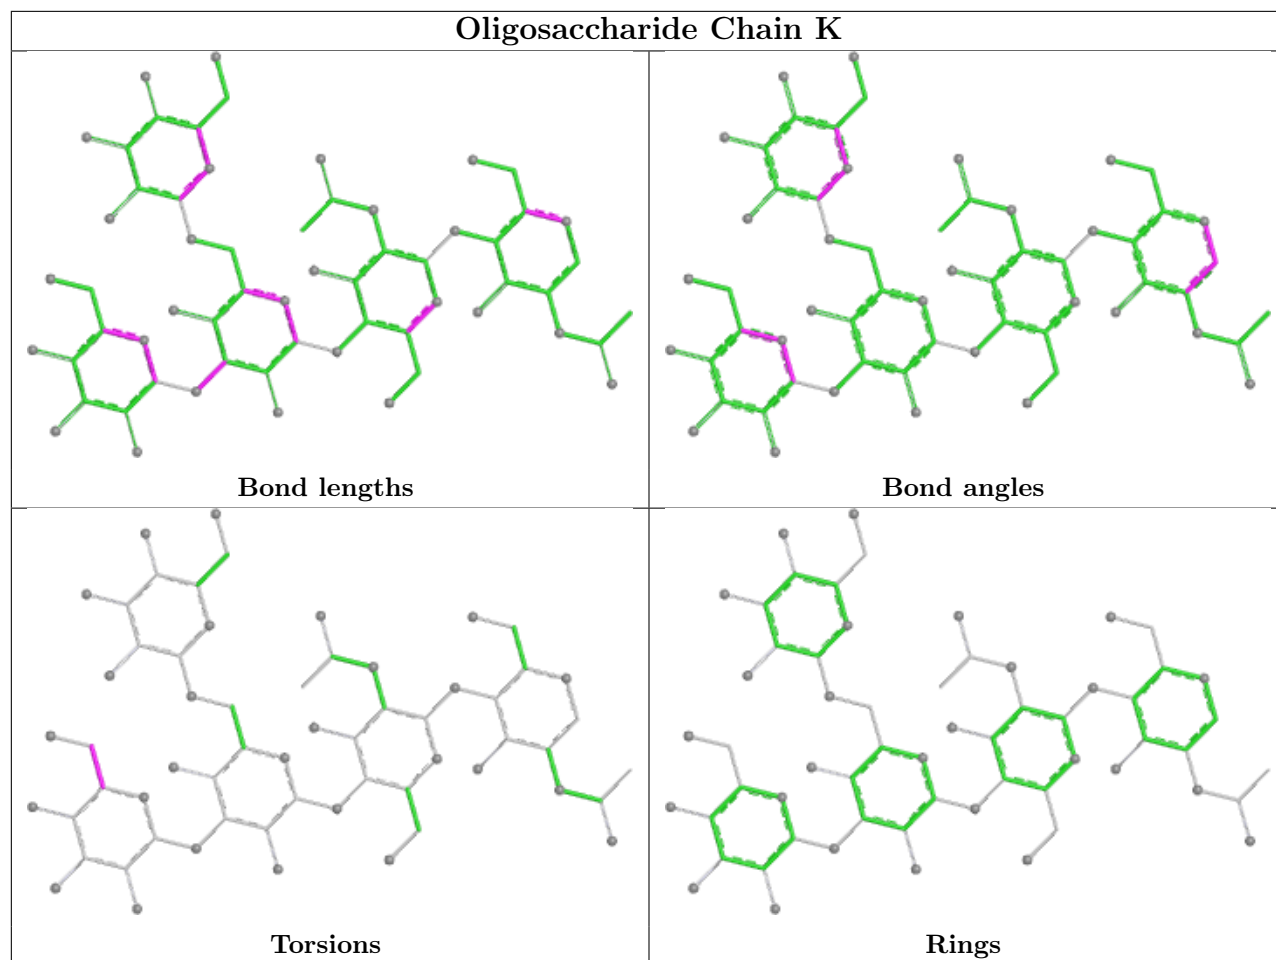 Oligosaccharide Chain K
Bond lengths
Bond angles
Torsions
Rings